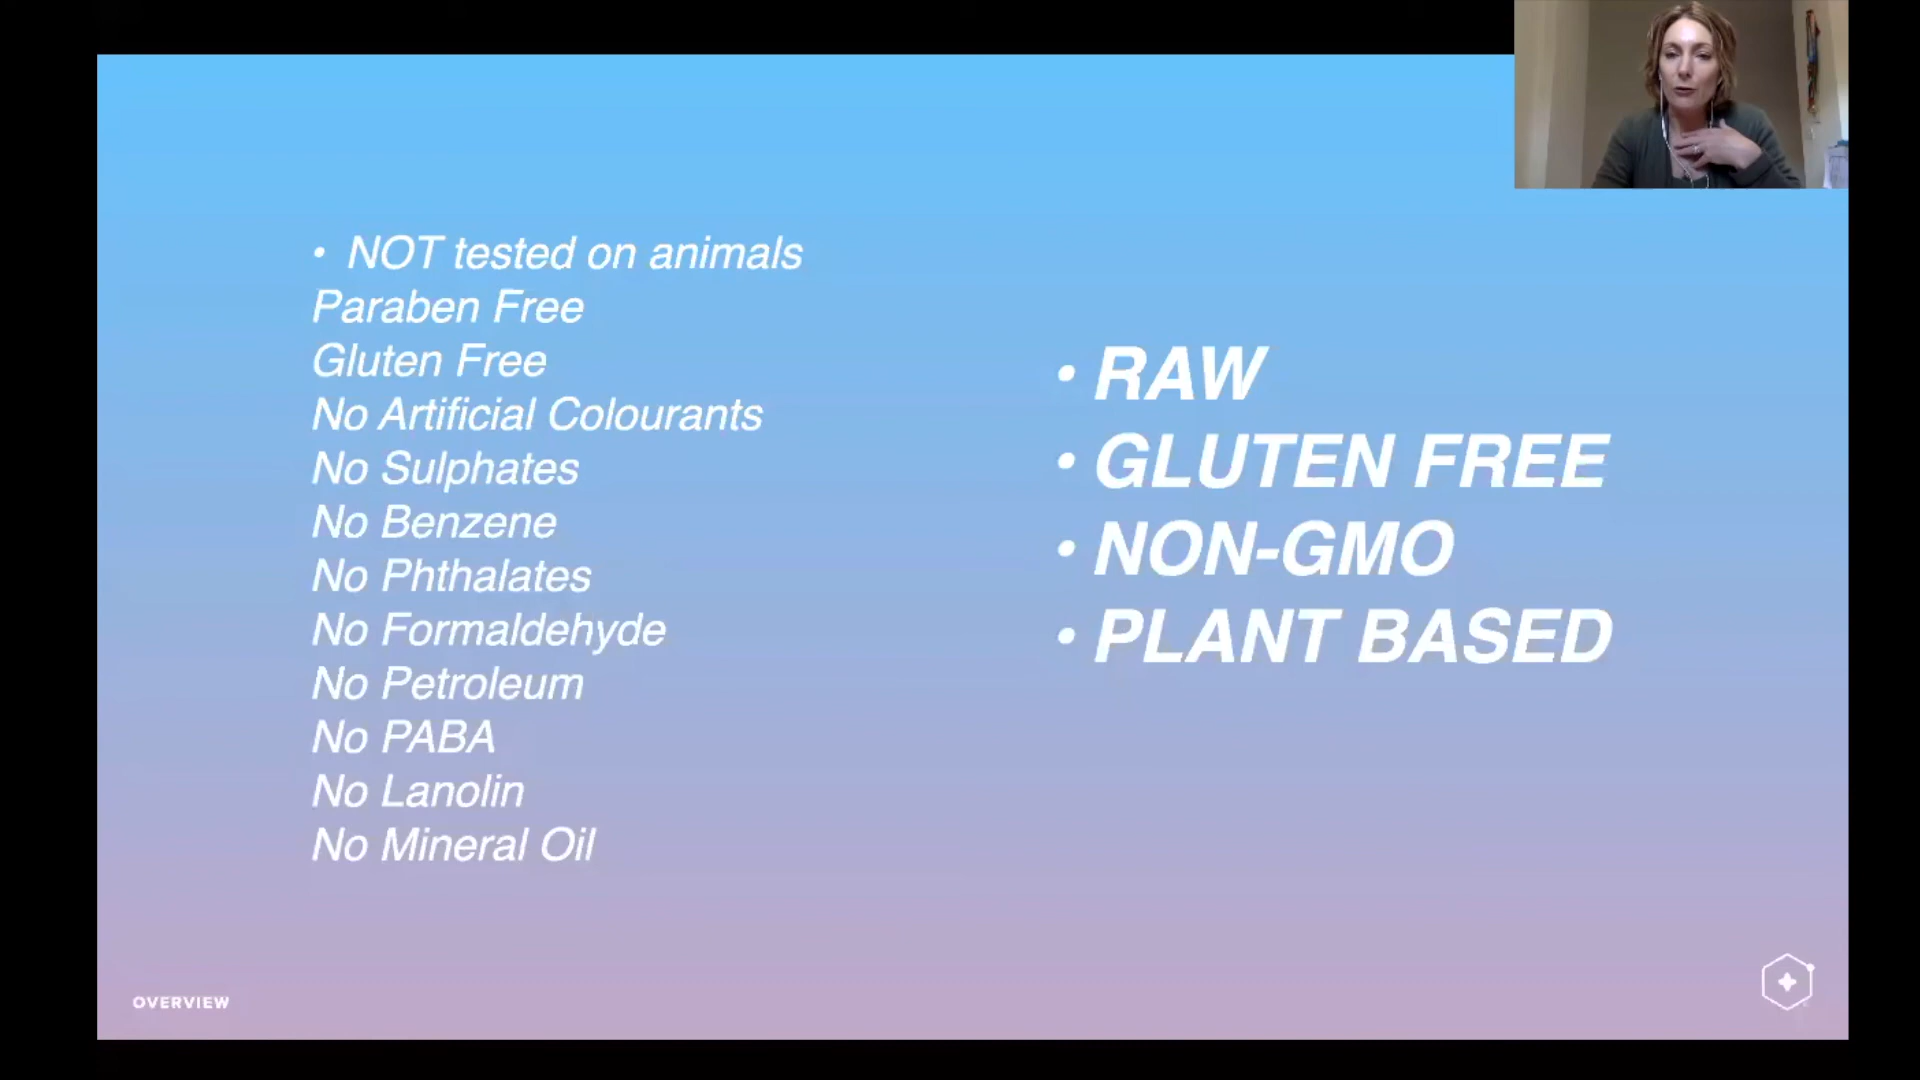 • NOT tested on animals
Paraben Free
Gluten Free
No Artificial Colourants
No Sulphates
No Benzene
No Phthalates
No Formaldehyde
No Petroleum
No PABA
No Lanolin
No Mineral Oil
• RAW
• GLUTEN FREE
• NON-GMO
• PLANT BASED
OVERVIEW